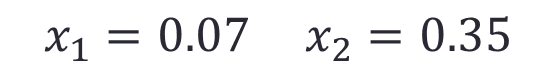 x₁ = 0.07 x₂ = 0.35